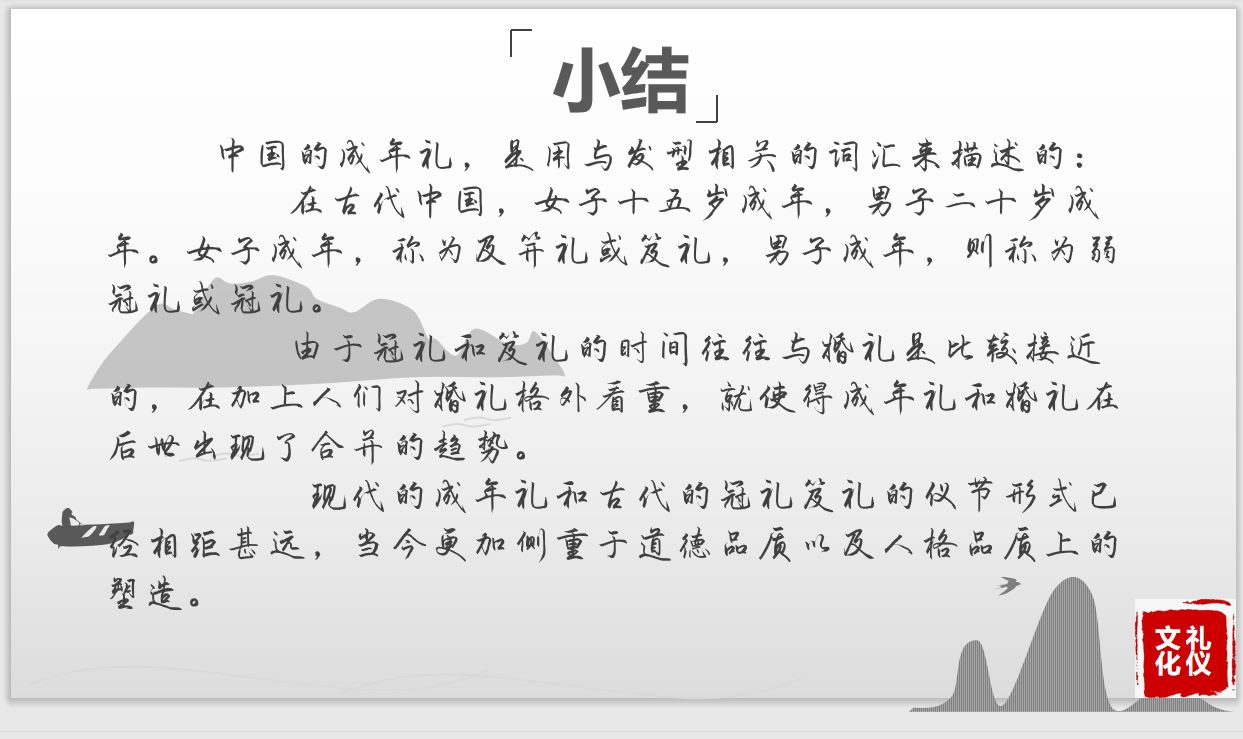 小结
中国的成年礼，是用与发型相关的词汇来描述的：
在古代中国，女子十五岁成年，男子二十岁成
年。女子成年，称为及笄礼或笈礼，男子成年，则称为弱
冠礼或冠礼。
由于冠礼和笈礼的时间往往与婚礼是比较接近
的，在加上人们对婚礼格外看重，就使得成年礼和婚礼在
后世出现了合并的趋势。
现代的成年礼和古代的冠礼笈礼的仪节形式已
经相距甚远，当今更加侧重于道德品质以及人格品质上的
塑造。
文礼
化仪